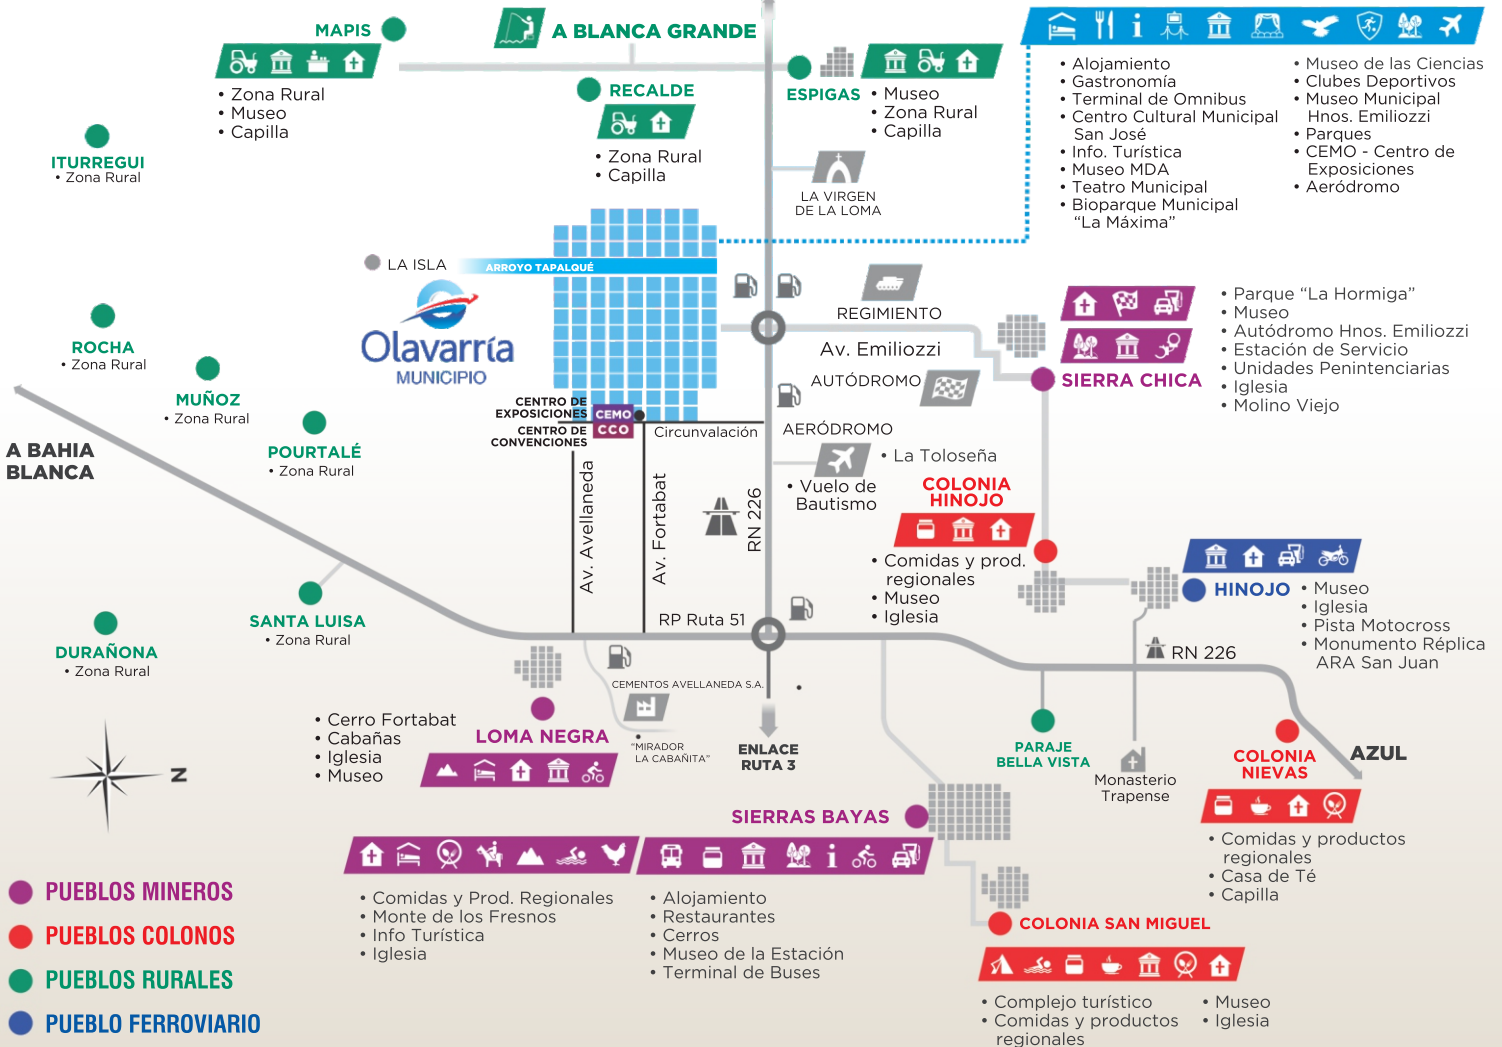 MAPIS
• Zona Rural
• Museo
• Capilla
A BLANCA GRANDE
RECALDE
• Zona Rural
• Capilla
ESPIGAS
• Museo
• Zona Rural
• Capilla
• Alojamiento
• Gastronomía
• Terminal de Omnibus
• Centro Cultural Municipal
San José
• Info. Turística
• Museo MDA
• Teatro Municipal
• Bioparque Municipal
“La Máxima”
• Museo de las Ciencias
• Clubes Deportivos
• Museo Municipal
Hnos. Emiliozzi
• Parques
• CEMO - Centro de
Exposiciones
• Aeródromo
ITURREGUI
• Zona Rural
LA VIRGEN
DE LA LOMA
LA ISLA
ARROYO TAPALQUÉ
Olavarría
MUNICIPIO
REGIMIENTO
Av. Emiliozzi
AUTÓDROMO
SIERRA CHICA
• Parque “La Hormiga”
• Museo
• Autódromo Hnos. Emiliozzi
• Estación de Servicio
• Unidades Penintenciarias
• Iglesia
• Molino Viejo
ROCHA
• Zona Rural
MUÑOZ
• Zona Rural
POURTALÉ
• Zona Rural
A BAHIA
BLANCA
CENTRO DE
EXPOSICIONES
CEMO
CENTRO DE
CONVENCIONES
CCO
Circunvalación
AERÓDROMO
• La Toloseña
• Vuelo de
Bautismo
Av. Avellaneda
Av. Fortabat
RN 226
COLONIA
HINOJO
• Comidas y prod.
regionales
• Museo
• Iglesia
HINOJO
• Museo
• Iglesia
• Pista Motocross
• Monumento Réplica
ARA San Juan
SANTA LUISA
• Zona Rural
DURAÑONA
• Zona Rural
RP Ruta 51
RN 226
CEMENTOS AVELLANEDA S.A.
•
• “MIRADOR
LA CABAÑITA”
ENLACE
RUTA 3
LOMA NEGRA
• Cerro Fortabat
• Cabañas
• Iglesia
• Museo
PARAJE
BELLA VISTA
Monasterio
Trapense
COLONIA
NIEVAS
AZUL
• Comidas y productos
regionales
• Casa de Té
• Capilla
N
SIERRAS BAYAS
• Comidas y Prod. Regionales
• Monte de los Fresnos
• Info Turística
• Iglesia
• Alojamiento
• Restaurantes
• Cerros
• Museo de la Estación
• Terminal de Buses
COLONIA SAN MIGUEL
• Complejo turístico
• Comidas y productos
regionales
• Museo
• Iglesia
PUEBLOS MINEROS
PUEBLOS COLONOS
PUEBLOS RURALES
PUEBLO FERROVIARIO